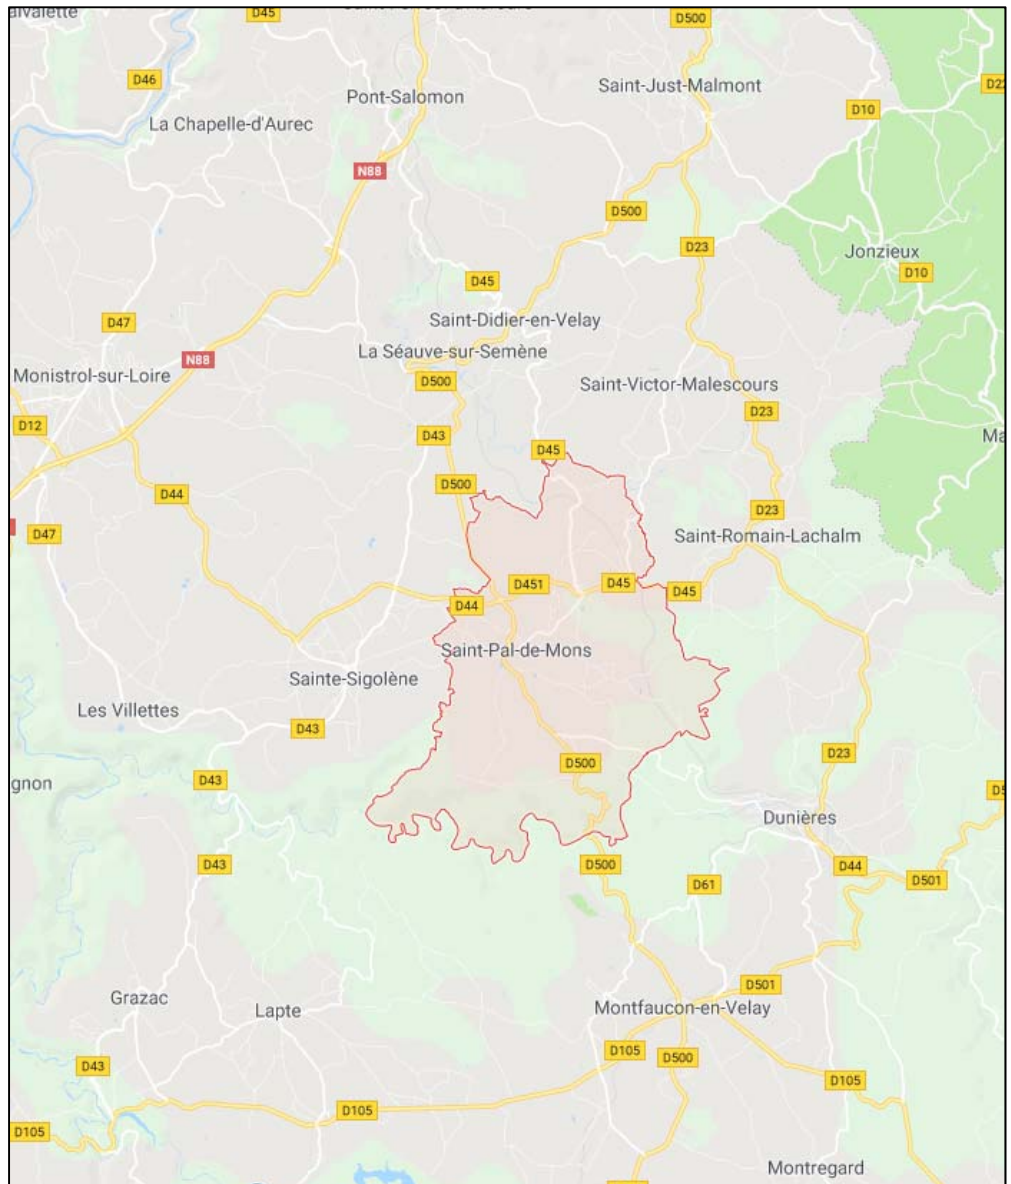 D45
D500
D46
D22
Pont-Salomon
Saint-Just-Malmont
La Chapelle-d'Aurec
D10
N88
D500
D23
Jonzieux
D10
D45
D47
Saint-Didier-en-Velay
N88
La Séauve-sur-Semène
Monistrol-sur-Loire
D500
Saint-Victor-Malescours
D23
D12
D43
Ma
D45
D500
D44
D23
D47
Saint-Romain-Lachalm
D451
D45
D45
D44
Saint-Pal-de-Mons
Sainte-Sigolène
Les Villettes
D43
D23
D500
gnon
D43
Dunières
D43
D500
D44
D61
D501
D501
Grazac
Lapte
Montfaucon-en-Velay
D105
D500
D43
D105
D105
D105
Montregard